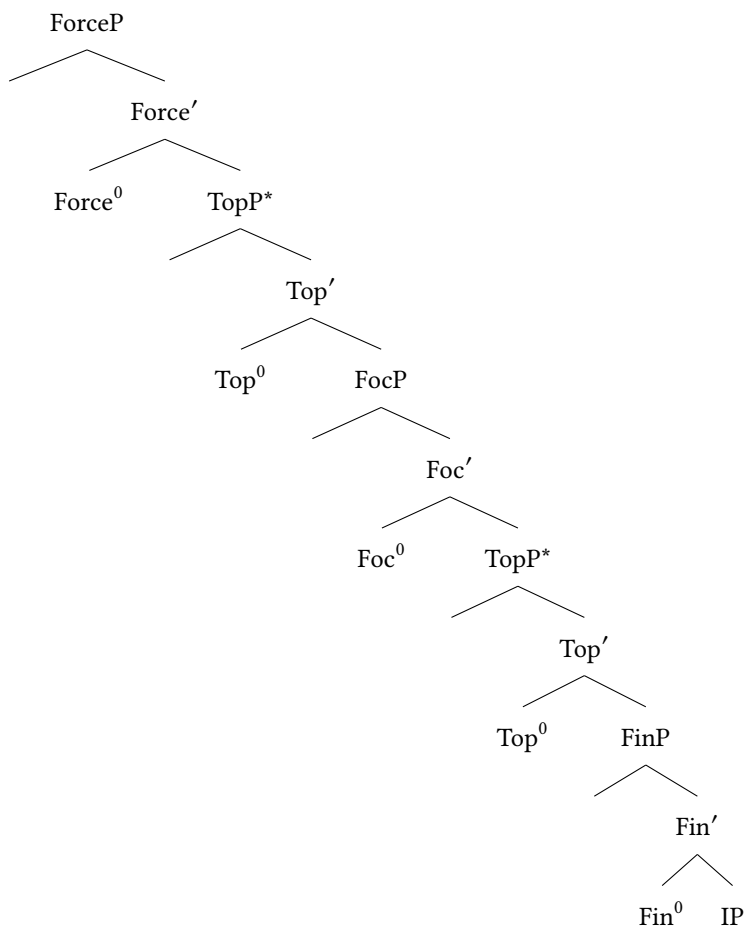 ForceP
Force′
Force⁰ TopP*
Top′
Top⁰ FocP
Foc′
Foc⁰ TopP*
Top′
Top⁰ FinP
Fin′
Fin⁰ IP